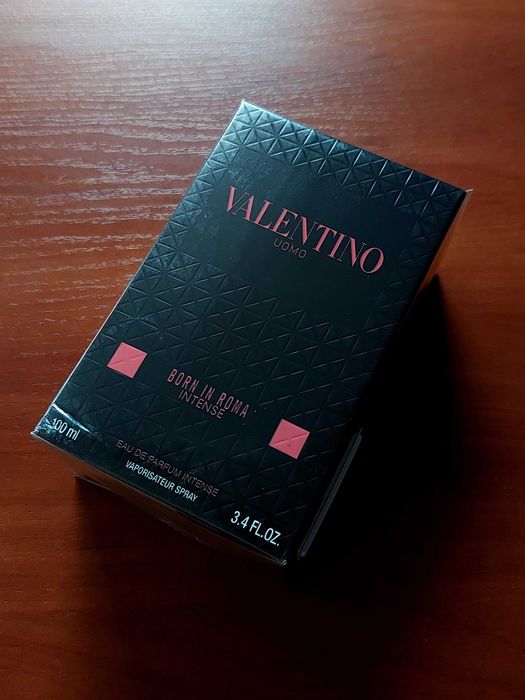 VALENTINO
UOMO
BORN IN ROMA
INTENSE
100 ml
EAU DE PARFUM INTENSE
VAPORISATEUR SPRAY
3.4 FL.OZ.